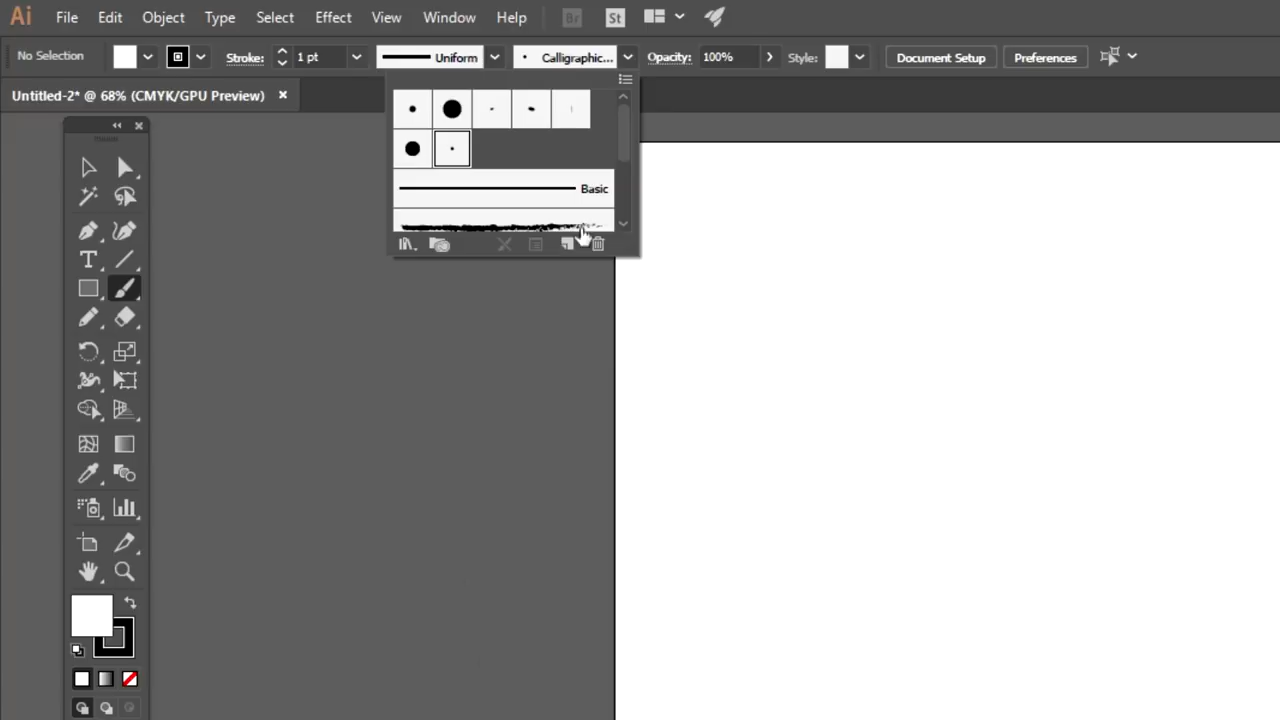 Ai File Edit Object Type Select Effect View Window Help Br St
No Selection Stroke: 1 pt Uniform Calligraphic... Opacity: 100% Style: Document Setup Preferences
Untitled-2* @ 68% (CMYK/GPU Preview) ×
Basic
T